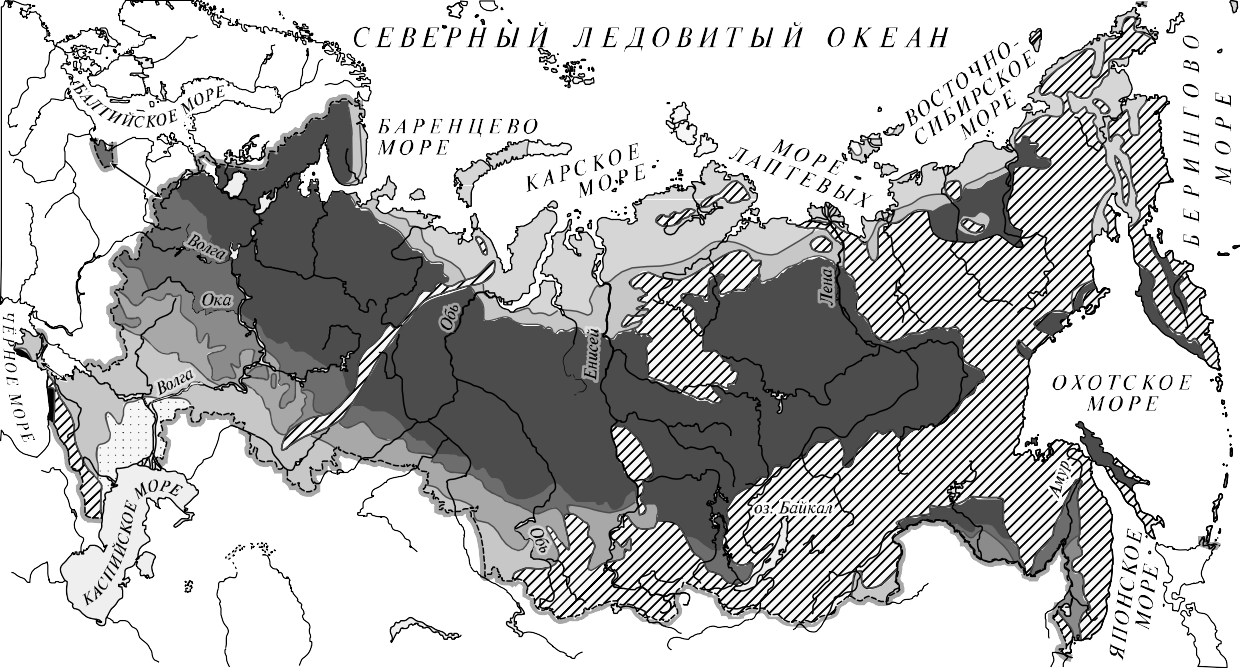 СЕВЕРНЫЙ ЛЕДОВИТЫЙ ОКЕАН
БАЛТИЙСКОЕ МОРЕ
БАРЕНЦЕВО
МОРЕ
КАРСКОЕ
МОРЕ
МОРЕ
ЛАПТЕВЫХ
ВОСТОЧНО-
СИБИРСКОЕ
МОРЕ
БЕРИНГОВО
МОРЕ
Волга
Ока
Обь
Енисей
Лена
ЧЁРНОЕ МОРЕ
Волга
ОХОТСКОЕ
МОРЕ
Амур
КАСПИЙСКОЕ МОРЕ
Обь
оз. Байкал
ЯПОНСКОЕ
МОРЕ